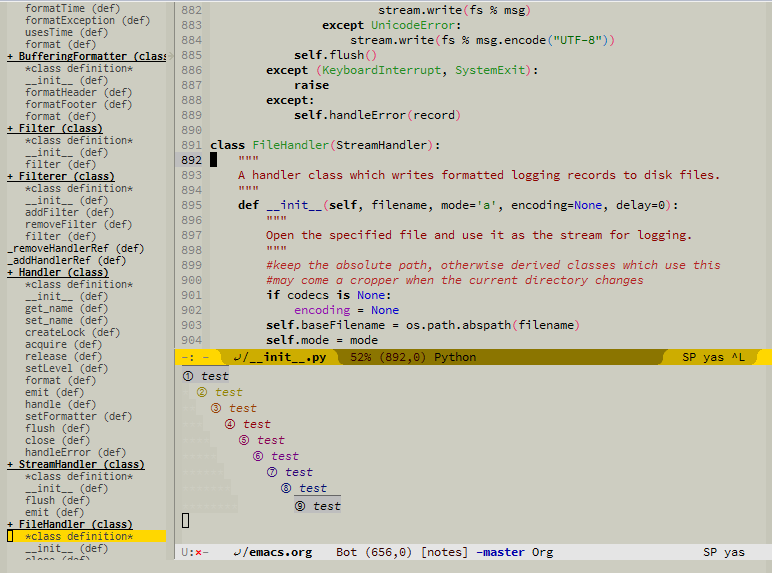 formatTime (def)
formatException (def)
usesTime (def)
format (def)
+ BufferingFormatter (class
*class definition*
__init__ (def)
formatHeader (def)
formatFooter (def)
format (def)
+ Filter (class)
*class definition*
__init__ (def)
filter (def)
+ Filterer (class)
*class definition*
__init__ (def)
addFilter (def)
removeFilter (def)
filter (def)
_removeHandlerRef (def)
_addHandlerRef (def)
+ Handler (class)
*class definition*
__init__ (def)
get_name (def)
set_name (def)
createLock (def)
acquire (def)
release (def)
setLevel (def)
format (def)
emit (def)
handle (def)
setFormatter (def)
flush (def)
close (def)
handleError (def)
+ StreamHandler (class)
*class definition*
__init__ (def)
flush (def)
emit (def)
+ FileHandler (class)
*class definition*
__init__ (def)
close (def)
882 stream.write(fs % msg)
883 except UnicodeError:
884 stream.write(fs % msg.encode("UTF-8"))
885 self.flush()
886 except (KeyboardInterrupt, SystemExit):
887 raise
888 except:
889 self.handleError(record)
890
891 class FileHandler(StreamHandler):
892 """
893 A handler class which writes formatted logging records to disk files.
894 """
895 def __init__(self, filename, mode='a', encoding=None, delay=0):
896 """
897 Open the specified file and use it as the stream for logging.
898 """
899 #keep the absolute path, otherwise derived classes which use this
900 #may come a cropper when the current directory changes
901 if codecs is None:
902 encoding = None
903 self.baseFilename = os.path.abspath(filename)
904 self.mode = mode
-: - ⤶/__init__.py 52% (892,0) Python SP yas ^L
① test
② test
③ test
④ test
⑤ test
⑥ test
⑦ test
⑧ test
⑨ test
U:×- ⤶/emacs.org Bot (656,0) [notes] -master Org SP yas